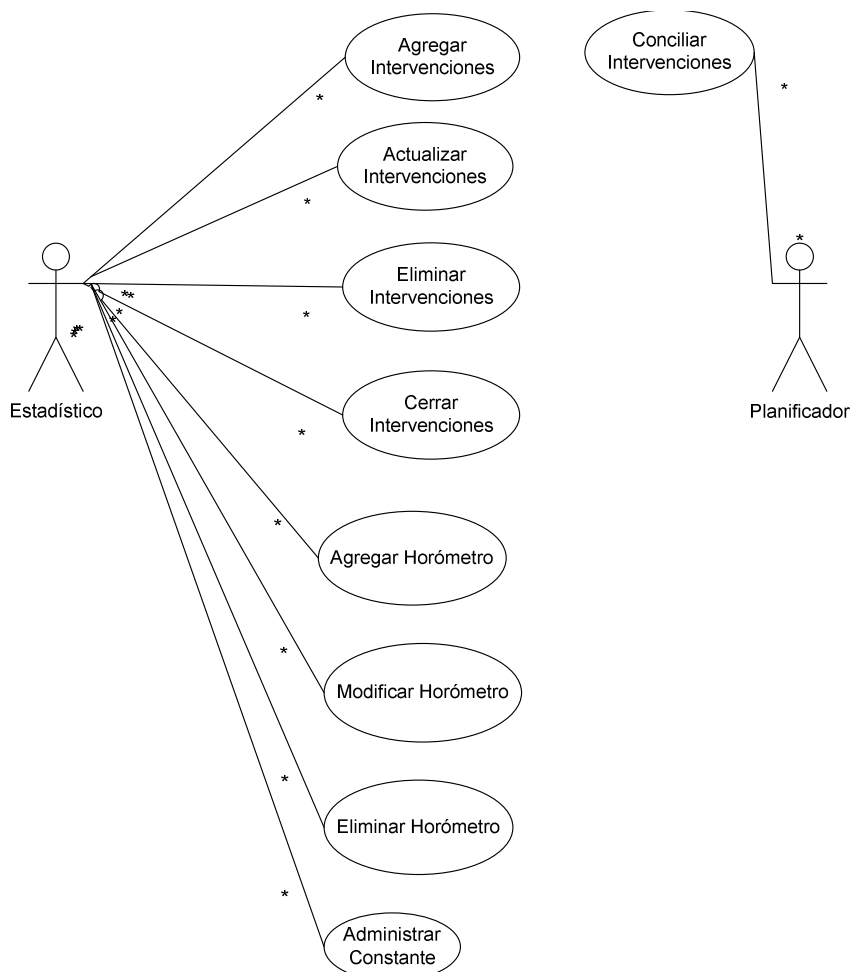 Agregar
Intervenciones
*
Conciliar
Intervenciones
*
Actualizar
Intervenciones
*
*
Eliminar
Intervenciones
*
**
*
*
***
Estadístico
Planificador
Cerrar
Intervenciones
*
Agregar Horómetro
*
Modificar Horómetro
*
Eliminar Horómetro
*
Administrar
Constante
*